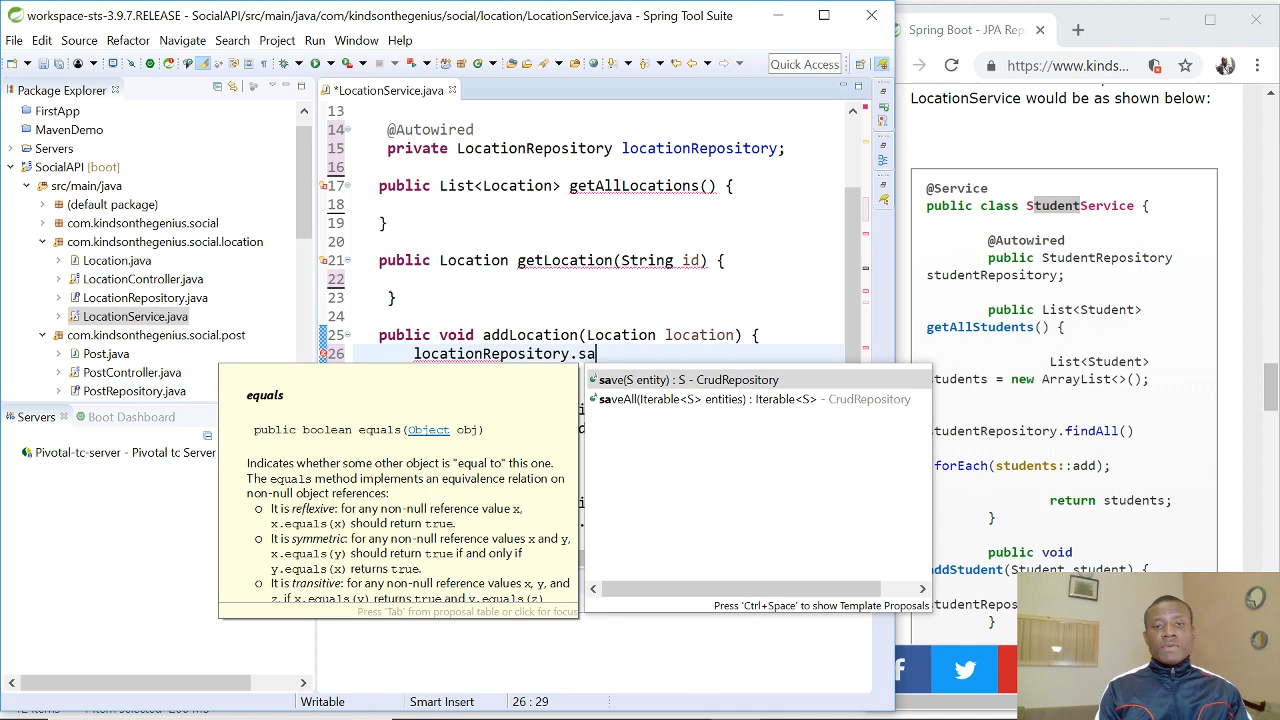 workspace-sts-3.9.7.RELEASE - SocialAPI/src/main/java/com/kindsonthegenius/social/location/LocationService.java - Spring Tool Suite
File Edit Source Refactor Navigate Search Project Run Window Help
Quick Access
Package Explorer
FirstApp
MavenDemo
Servers
SocialAPI [boot]
src/main/java
(default package)
com.kindsonthegenius.social
com.kindsonthegenius.social.location
Location.java
LocationController.java
LocationRepository.java
LocationService.java
com.kindsonthegenius.social.post
Post.java
PostController.java
PostRepository.java
Servers Boot Dashboard
Pivotal-tc-server - Pivotal tc Server
*LocationService.java
13
14 @Autowired
15 private LocationRepository locationRepository;
16
17 public List<Location> getAllLocations() {
18
19 }
20
21 public Location getLocation(String id) {
22
23 }
24
25 public void addLocation(Location location) {
26 locationRepository.sa
equals
public boolean equals(Object obj)
Indicates whether some other object is "equal to" this one.
The equals method implements an equivalence relation on
non-null object references:
It is reflexive: for any non-null reference value x,
x.equals(x) should return true.
It is symmetric: for any non-null reference values x and y,
x.equals(y) should return true if and only if
y.equals(x) returns true.
It is transitive: for any non-null reference values x, y, and
z, if x.equals(y) returns true and y.equals(z)
Press 'Tab' from proposal table or click for focus
save(S entity) : S - CrudRepository
saveAll(Iterable<S> entities) : Iterable<S> - CrudRepository
Press 'Ctrl+Space' to show Template Proposals
Writable Smart Insert 26 : 29
Spring Boot - JPA Rep
https://www.kinds...
LocationService would be as shown below:
@Service
public class StudentService {
@Autowired
public StudentRepository
studentRepository;
public List<Student>
getAllStudents() {
List<Student>
students = new ArrayList<>();
studentRepository.findAll()
.forEach(students::add);
return students;
}
public void
addStudent(Student student) {
}
f